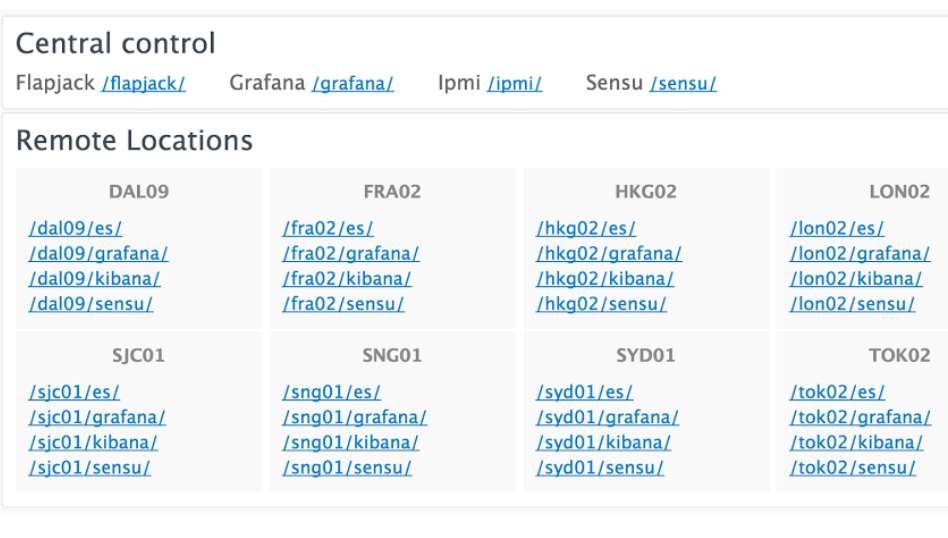 Central control
Flapjack /flapjack/ Grafana /grafana/ Ipmi /ipmi/ Sensu /sensu/
Remote Locations
DAL09 FRA02 HKG02 LON02
/dal09/es/ /fra02/es/ /hkg02/es/ /lon02/es/
/dal09/grafana/ /fra02/grafana/ /hkg02/grafana/ /lon02/grafana/
/dal09/kibana/ /fra02/kibana/ /hkg02/kibana/ /lon02/kibana/
/dal09/sensu/ /fra02/sensu/ /hkg02/sensu/ /lon02/sensu/
SJC01 SNG01 SYD01 TOK02
/sjc01/es/ /sng01/es/ /syd01/es/ /tok02/es/
/sjc01/grafana/ /sng01/grafana/ /syd01/grafana/ /tok02/grafana/
/sjc01/kibana/ /sng01/kibana/ /syd01/kibana/ /tok02/kibana/
/sjc01/sensu/ /sng01/sensu/ /syd01/sensu/ /tok02/sensu/